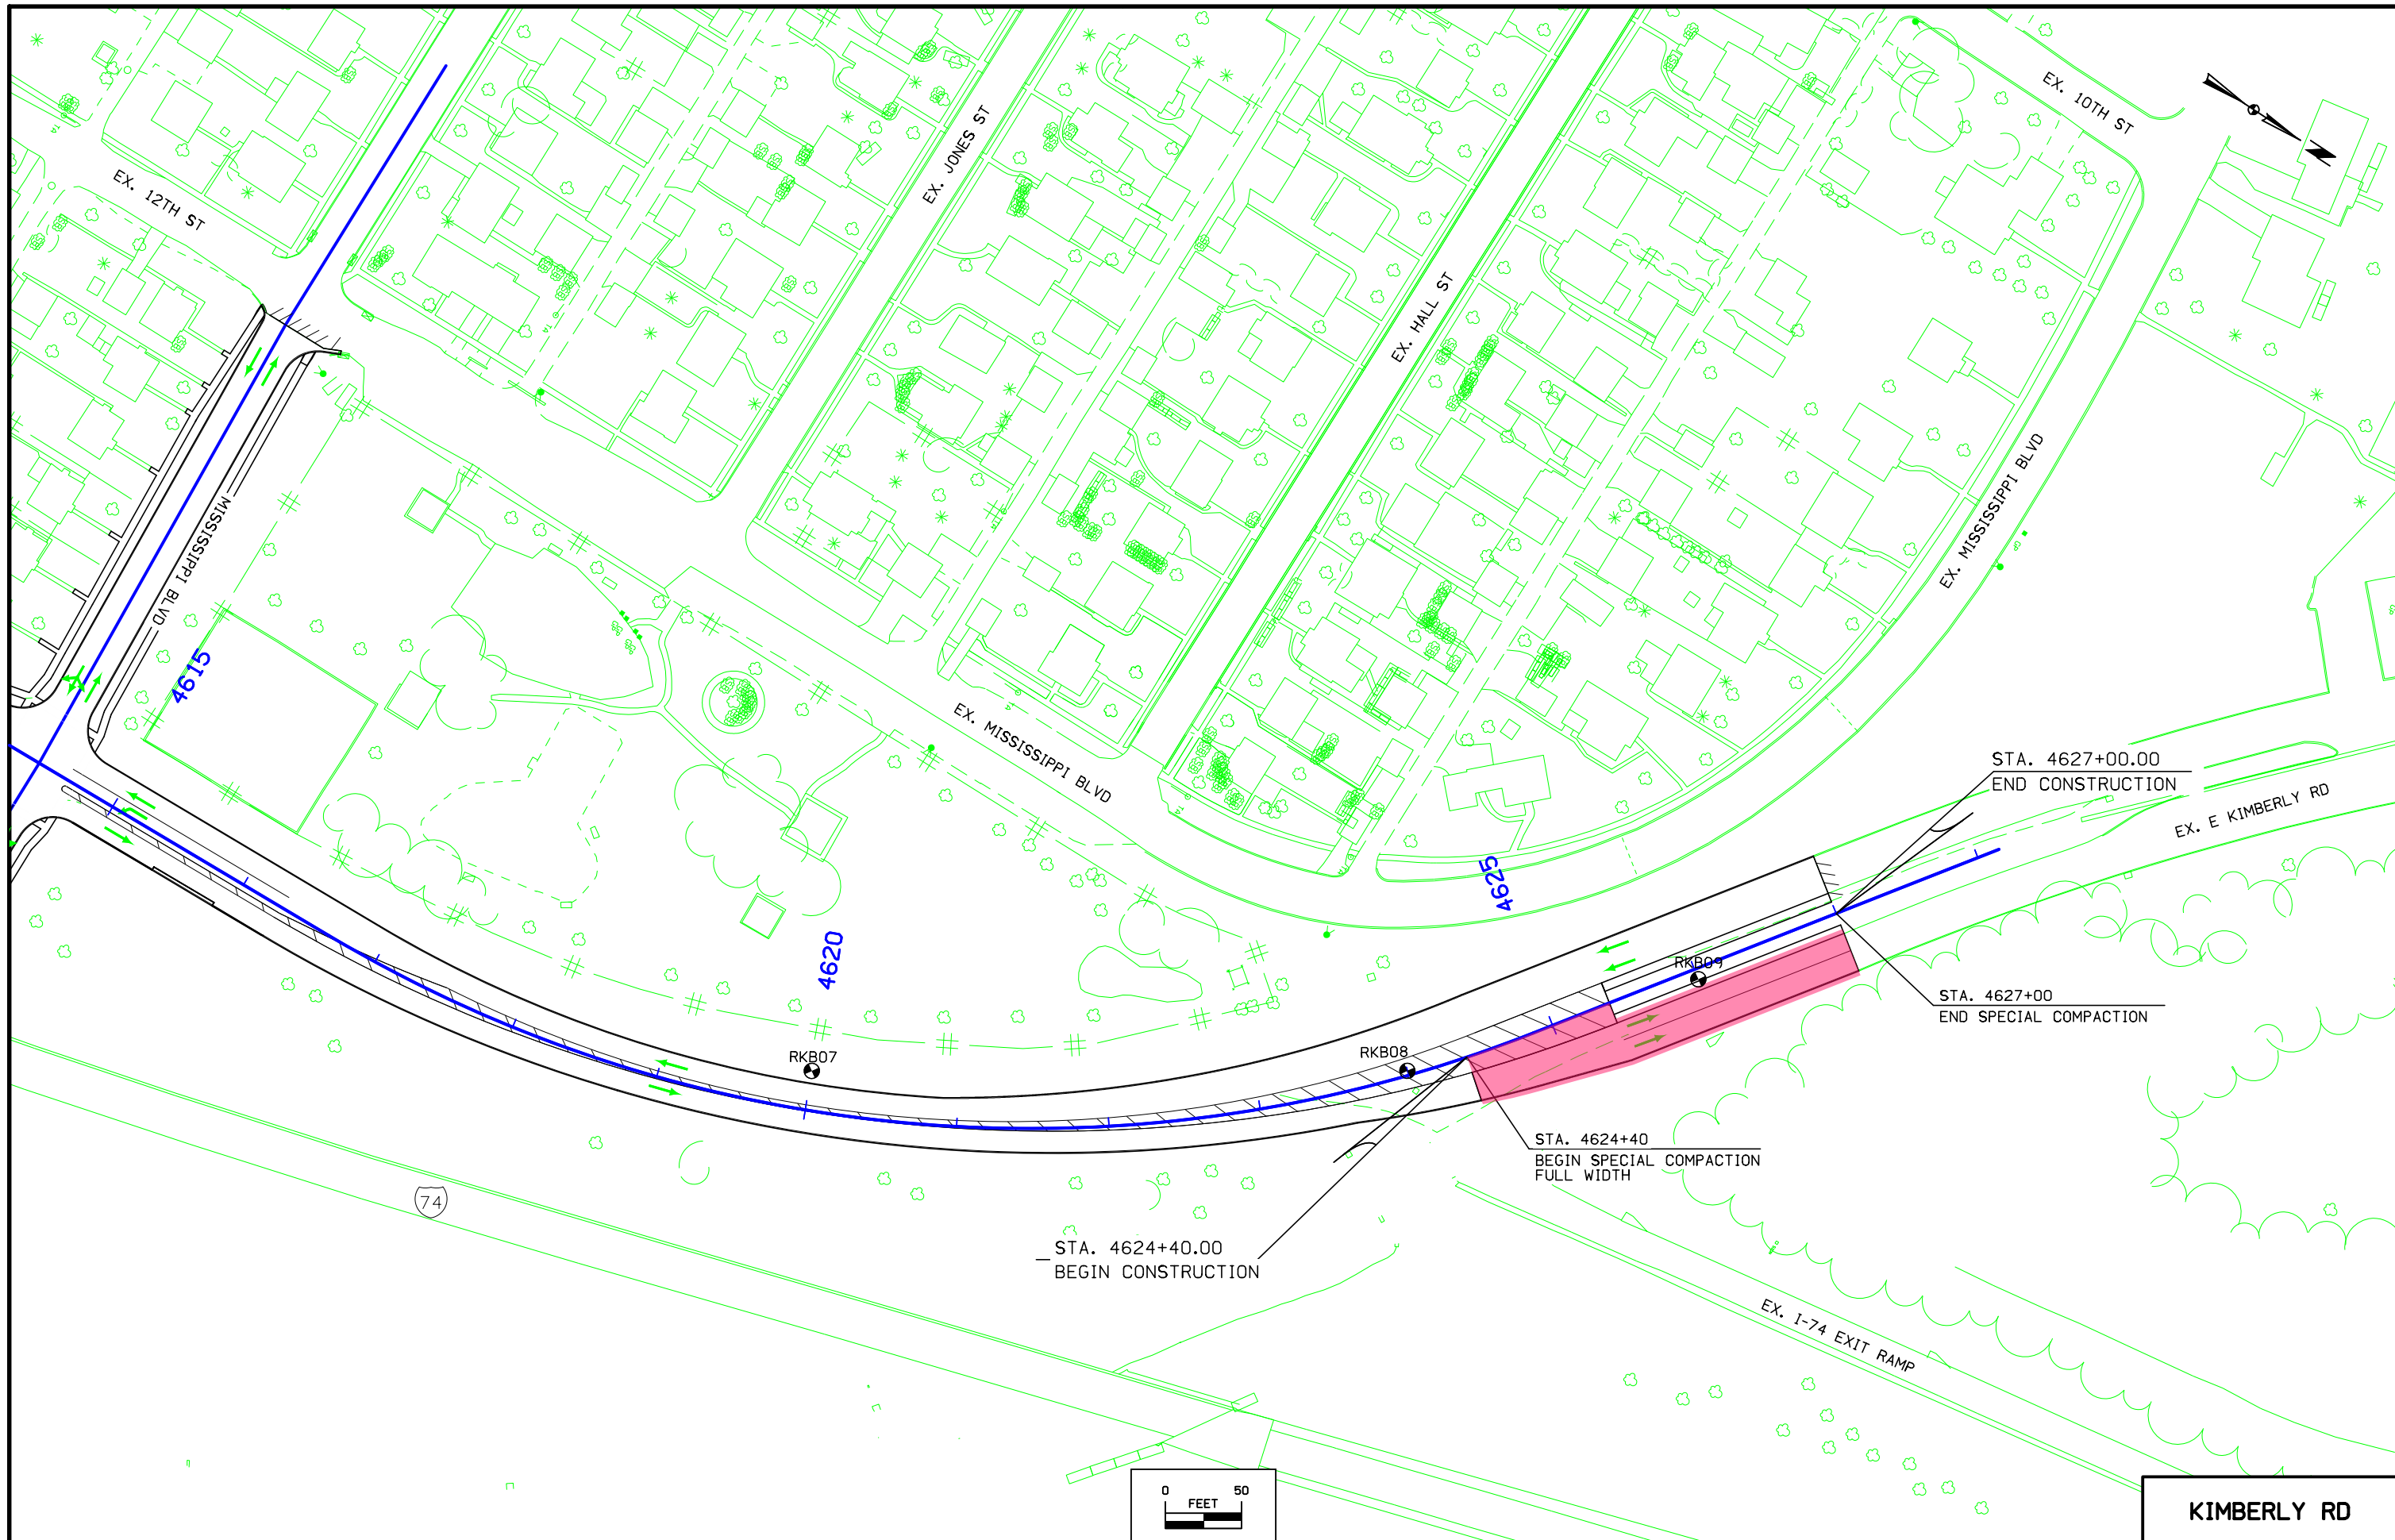 EX. 10TH ST
N
EX. JONES ST
EX. 12TH ST
EX. HALL ST
EX. MISSISSIPPI BLVD
MISSISSIPPI BLVD
4615
EX. MISSISSIPPI BLVD
STA. 4627+00.00
END CONSTRUCTION
EX. E KIMBERLY RD
4625
4620
RKB09
STA. 4627+00
END SPECIAL COMPACTION
RKB07
RKB08
STA. 4624+40
BEGIN SPECIAL COMPACTION
FULL WIDTH
74
STA. 4624+40.00
BEGIN CONSTRUCTION
EX. I-74 EXIT RAMP
0 50
FEET
KIMBERLY RD